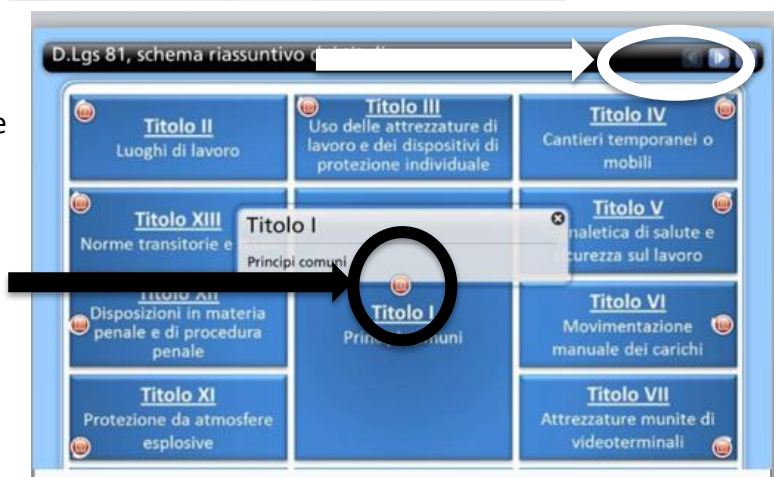 D.Lgs 81, schema riassuntivo
e
Titolo II
Luoghi di lavoro
Titolo III
Uso delle attrezzature di
lavoro e dei dispositivi di
protezione individuale
Titolo IV
Cantieri temporanei o
mobili
Titolo XIII
Norme transitorie e
Titolo I
Principi comuni
Titolo V
salute e
sul lavoro
Titolo XII
Disposizioni in materia
penale e di procedura
penale
Titolo I
Titolo VI
Movimentazione
manuale dei carichi
Titolo XI
Protezione da atmosfere
esplosive
Titolo VII
Attrezzature munite di
videoterminali